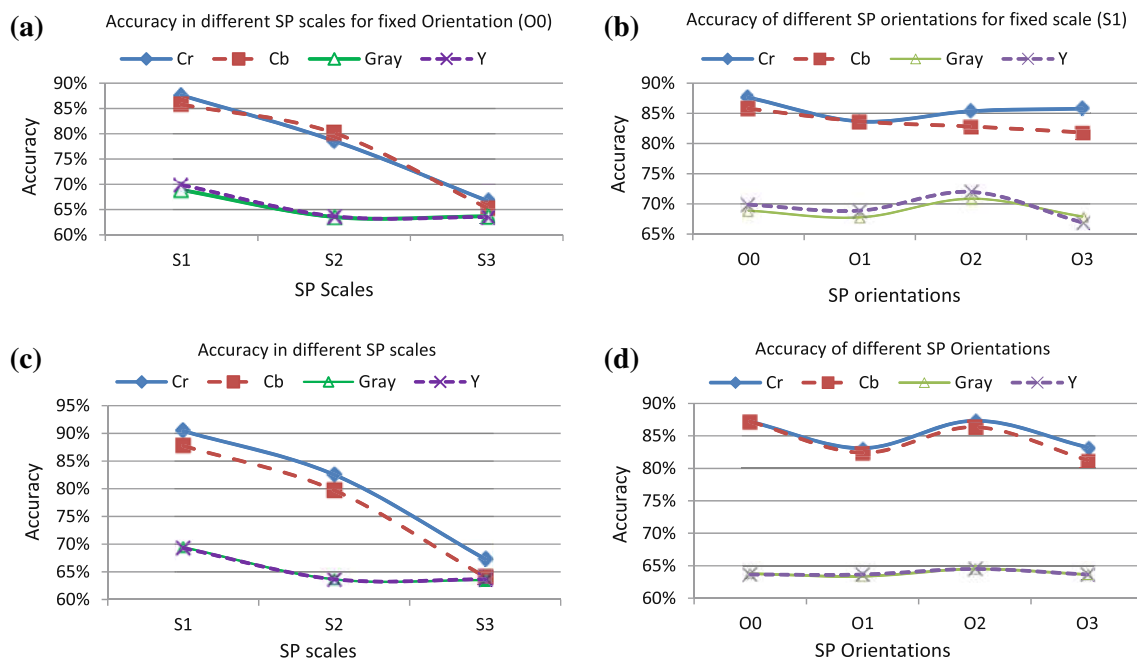 (a)
Accuracy in different SP scales for fixed Orientation (O0)
Cr Cb Gray Y
90%
85%
80%
75%
70%
65%
60%
Accuracy
S1 S2 S3
SP Scales
(b)
Accuracy of different SP orientations for fixed scale (S1)
Cr Cb Gray Y
90%
85%
80%
75%
70%
65%
Accuracy
O0 O1 O2 O3
SP orientations
(c)
Accuracy in different SP scales
Cr Cb Gray Y
95%
90%
85%
80%
75%
70%
65%
60%
Accuracy
S1 S2 S3
SP scales
(d)
Accuracy of different SP Orientations
Cr Cb Gray Y
90%
85%
80%
75%
70%
65%
60%
Accuracy
O0 O1 O2 O3
SP Orientations